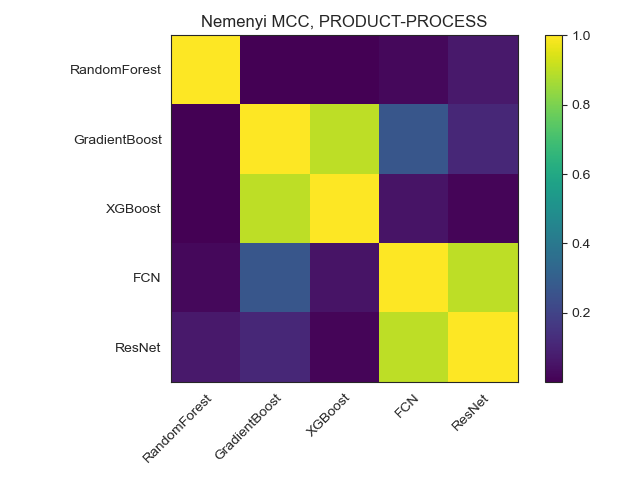 Nemenyi MCC, PRODUCT-PROCESS
RandomForest
GradientBoost
XGBoost
FCN
ResNet
RandomForest
GradientBoost
XGBoost
FCN
ResNet
1.0
0.8
0.6
0.4
0.2